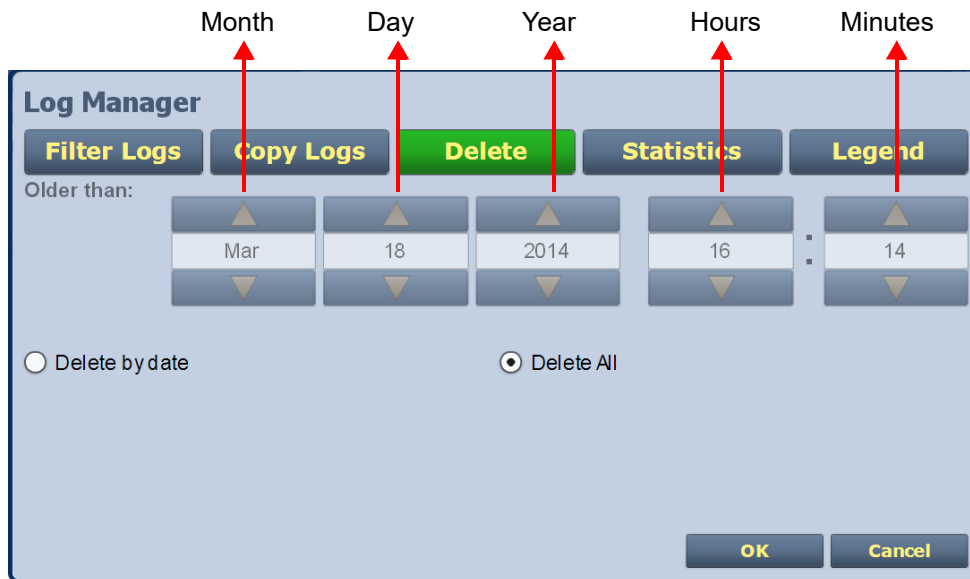 Month Day Year Hours Minutes
Log Manager
Filter Logs Copy Logs Delete Statistics Legend
Older than:
Mar 18 2014 16 : 14
Delete by date Delete All
OK Cancel